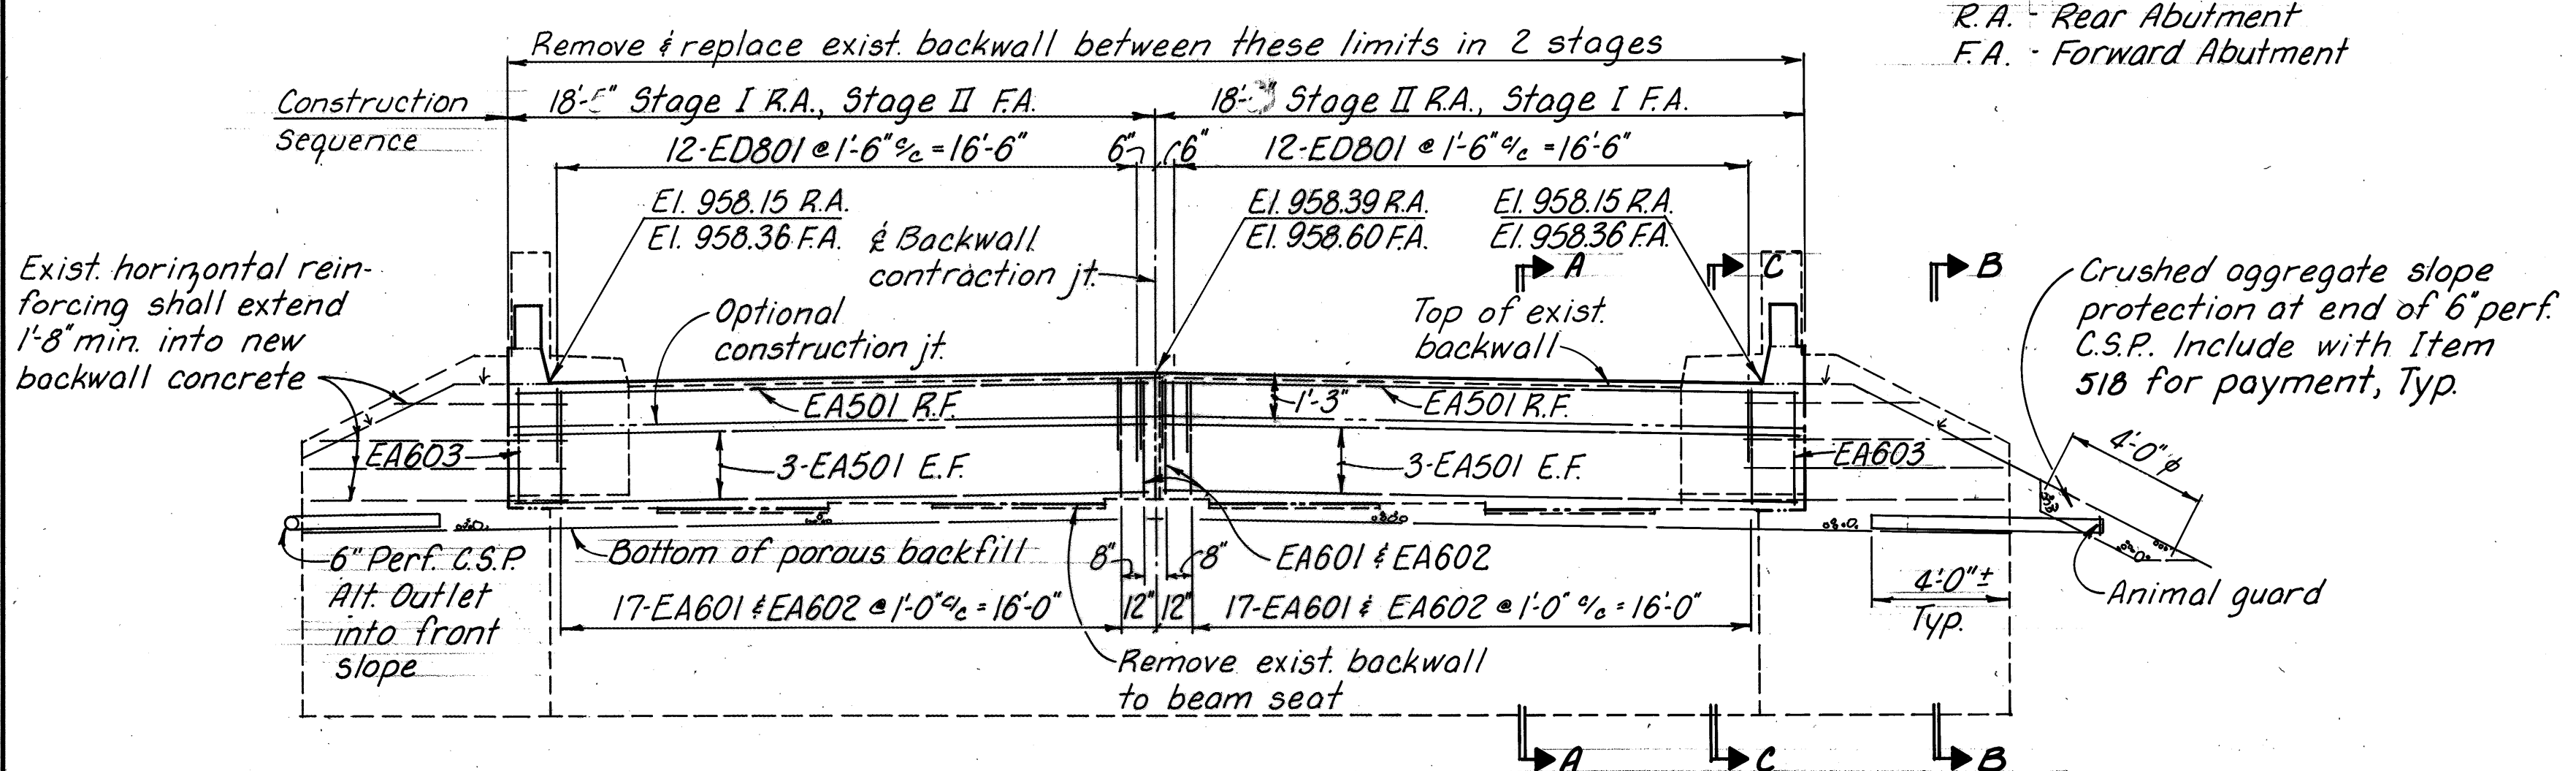 R.A. - Rear Abutment
F.A. - Forward Abutment
Remove & replace exist. backwall between these limits in 2 stages
Construction
Sequence
Stage I R.A., Stage II F.A.
Stage II R.A., Stage I F.A.
12-ED801 @ 1'-6" c/c = 16'-6"
6"
6"
12-ED801 @ 1'-6" c/c = 16'-6"
El. 958.15 R.A.
El. 958.36 F.A.
℄ Backwall
contraction jt.
El. 958.39 R.A.
El. 958.60 F.A.
El. 958.15 R.A.
El. 958.36 F.A.
A
C
B
Exist. horizontal rein-
forcing shall extend
1'-8" min. into new
backwall concrete
Optional
construction jt.
Top of exist.
backwall
Crushed aggregate slope
protection at end of 6" perf.
C.S.P. Include with Item
518 for payment, Typ.
EA501 R.F.
1'-3"
EA501 R.F.
EA603
3-EA501 E.F.
3-EA501 E.F.
EA603
4'-0" ⌀
6" Perf. C.S.P.
Alt. Outlet
into front
slope
Bottom of porous backfill
8"
8"
EA601 & EA602
4'-0"±
Typ.
Animal guard
17-EA601 & EA602 @ 1'-0" c/c = 16'-0"
12"
12"
17-EA601 & EA602 @ 1'-0" c/c = 16'-0"
Remove exist. backwall
to beam seat
A
C
B